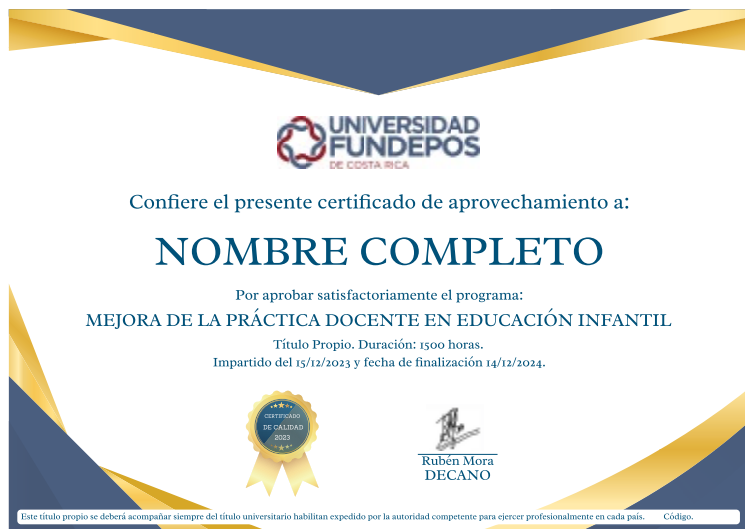 UNIVERSIDAD
FUNDEPOS
DE COSTA RICA
Confiere el presente certificado de aprovechamiento a:
NOMBRE COMPLETO
Por aprobar satisfactoriamente el programa:
MEJORA DE LA PRÁCTICA DOCENTE EN EDUCACIÓN INFANTIL
Título Propio. Duración: 1500 horas.
Impartido del 15/12/2023 y fecha de finalización 14/12/2024.
CERTIFICADO
DE CALIDAD
2023
Rubén Mora
DECANO
Este título propio se deberá acompañar siempre del título universitario habilitan expedido por la autoridad competente para ejercer profesionalmente en cada país. Código.